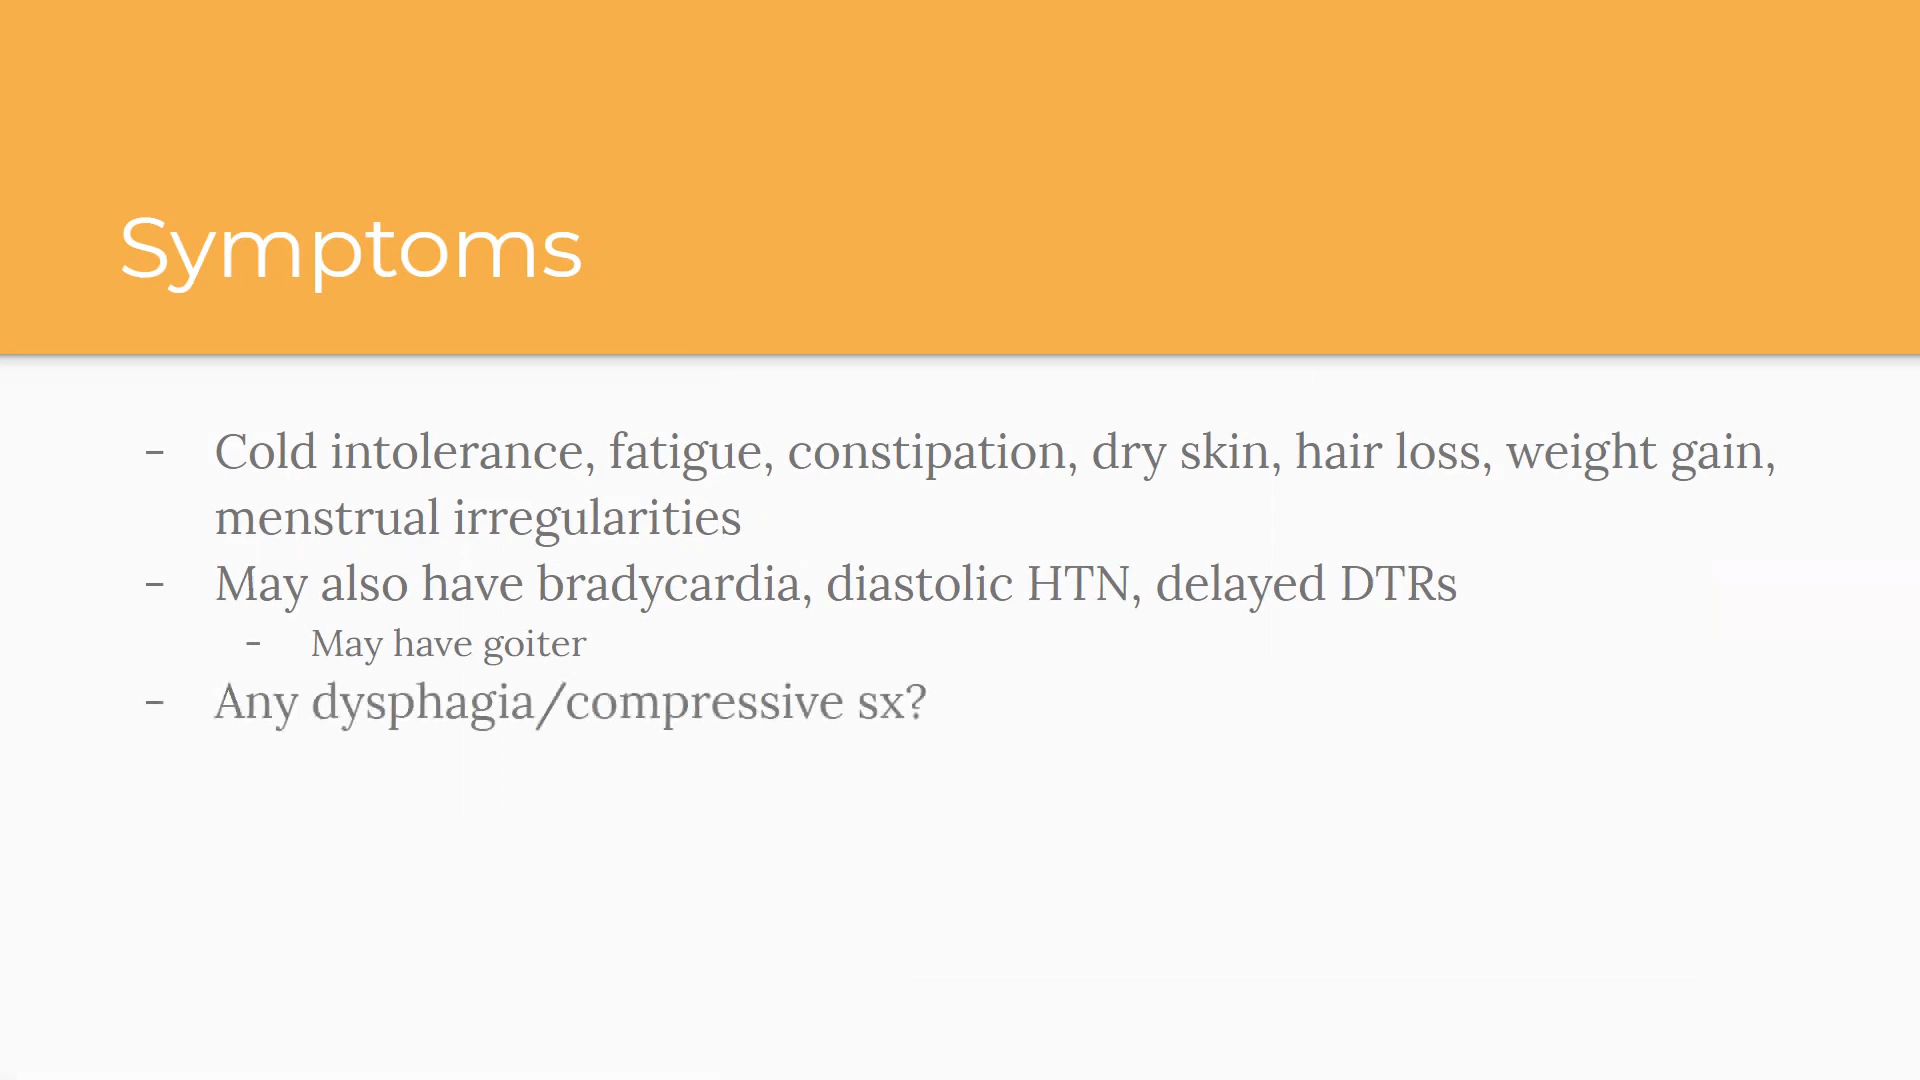 Symptoms
- Cold intolerance, fatigue, constipation, dry skin, hair loss, weight gain,
menstrual irregularities
- May also have bradycardia, diastolic HTN, delayed DTRs
- May have goiter
- Any dysphagia/compressive sx?